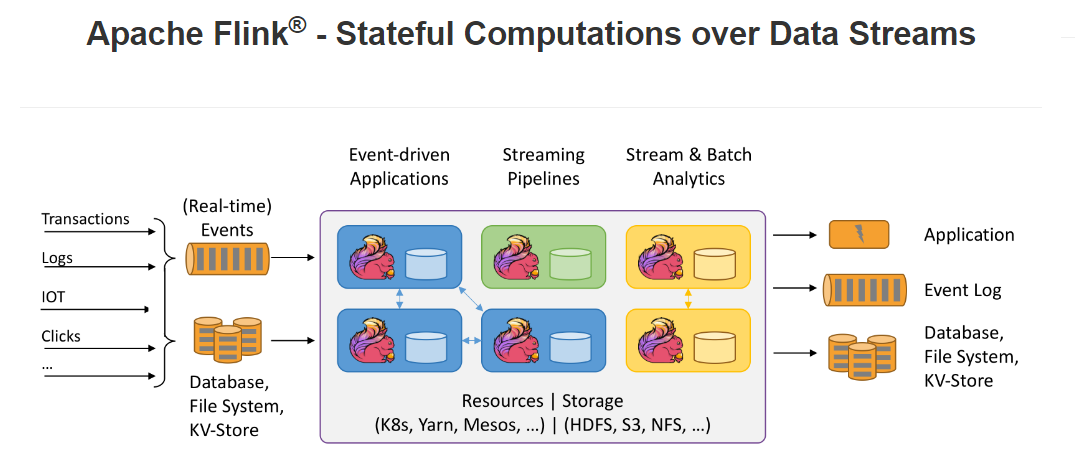 Apache Flink® - Stateful Computations over Data Streams
Event-driven
Applications
Streaming
Pipelines
Stream & Batch
Analytics
Transactions
Logs
IOT
Clicks
...
(Real-time)
Events
Database,
File System,
KV-Store
Resources | Storage
(K8s, Yarn, Mesos, ...) | (HDFS, S3, NFS, ...)
Application
Event Log
Database,
File System,
KV-Store